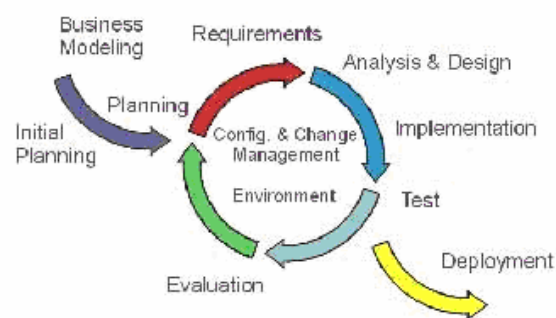 Business
Modeling
Requirements
Analysis & Design
Planning
Initial
Planning
Config. & Change
Management
Implementation
Environment
Test
Evaluation
Deployment